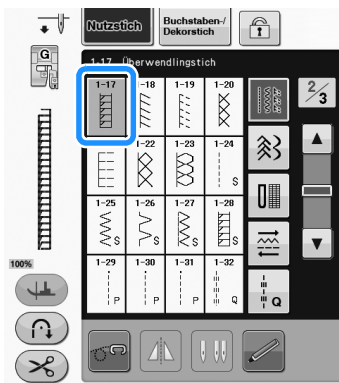 Nutzstich
Buchstaben-/
Dekorstich
G
1-17 Überwendlingstich
1-17 1-18 1-19 1-20
2/3
1-22 1-23 1-24
S
1-25 1-26 1-27 1-28
S S S S
1-29 1-30 1-31 1-32
100%
P P P Q
Q